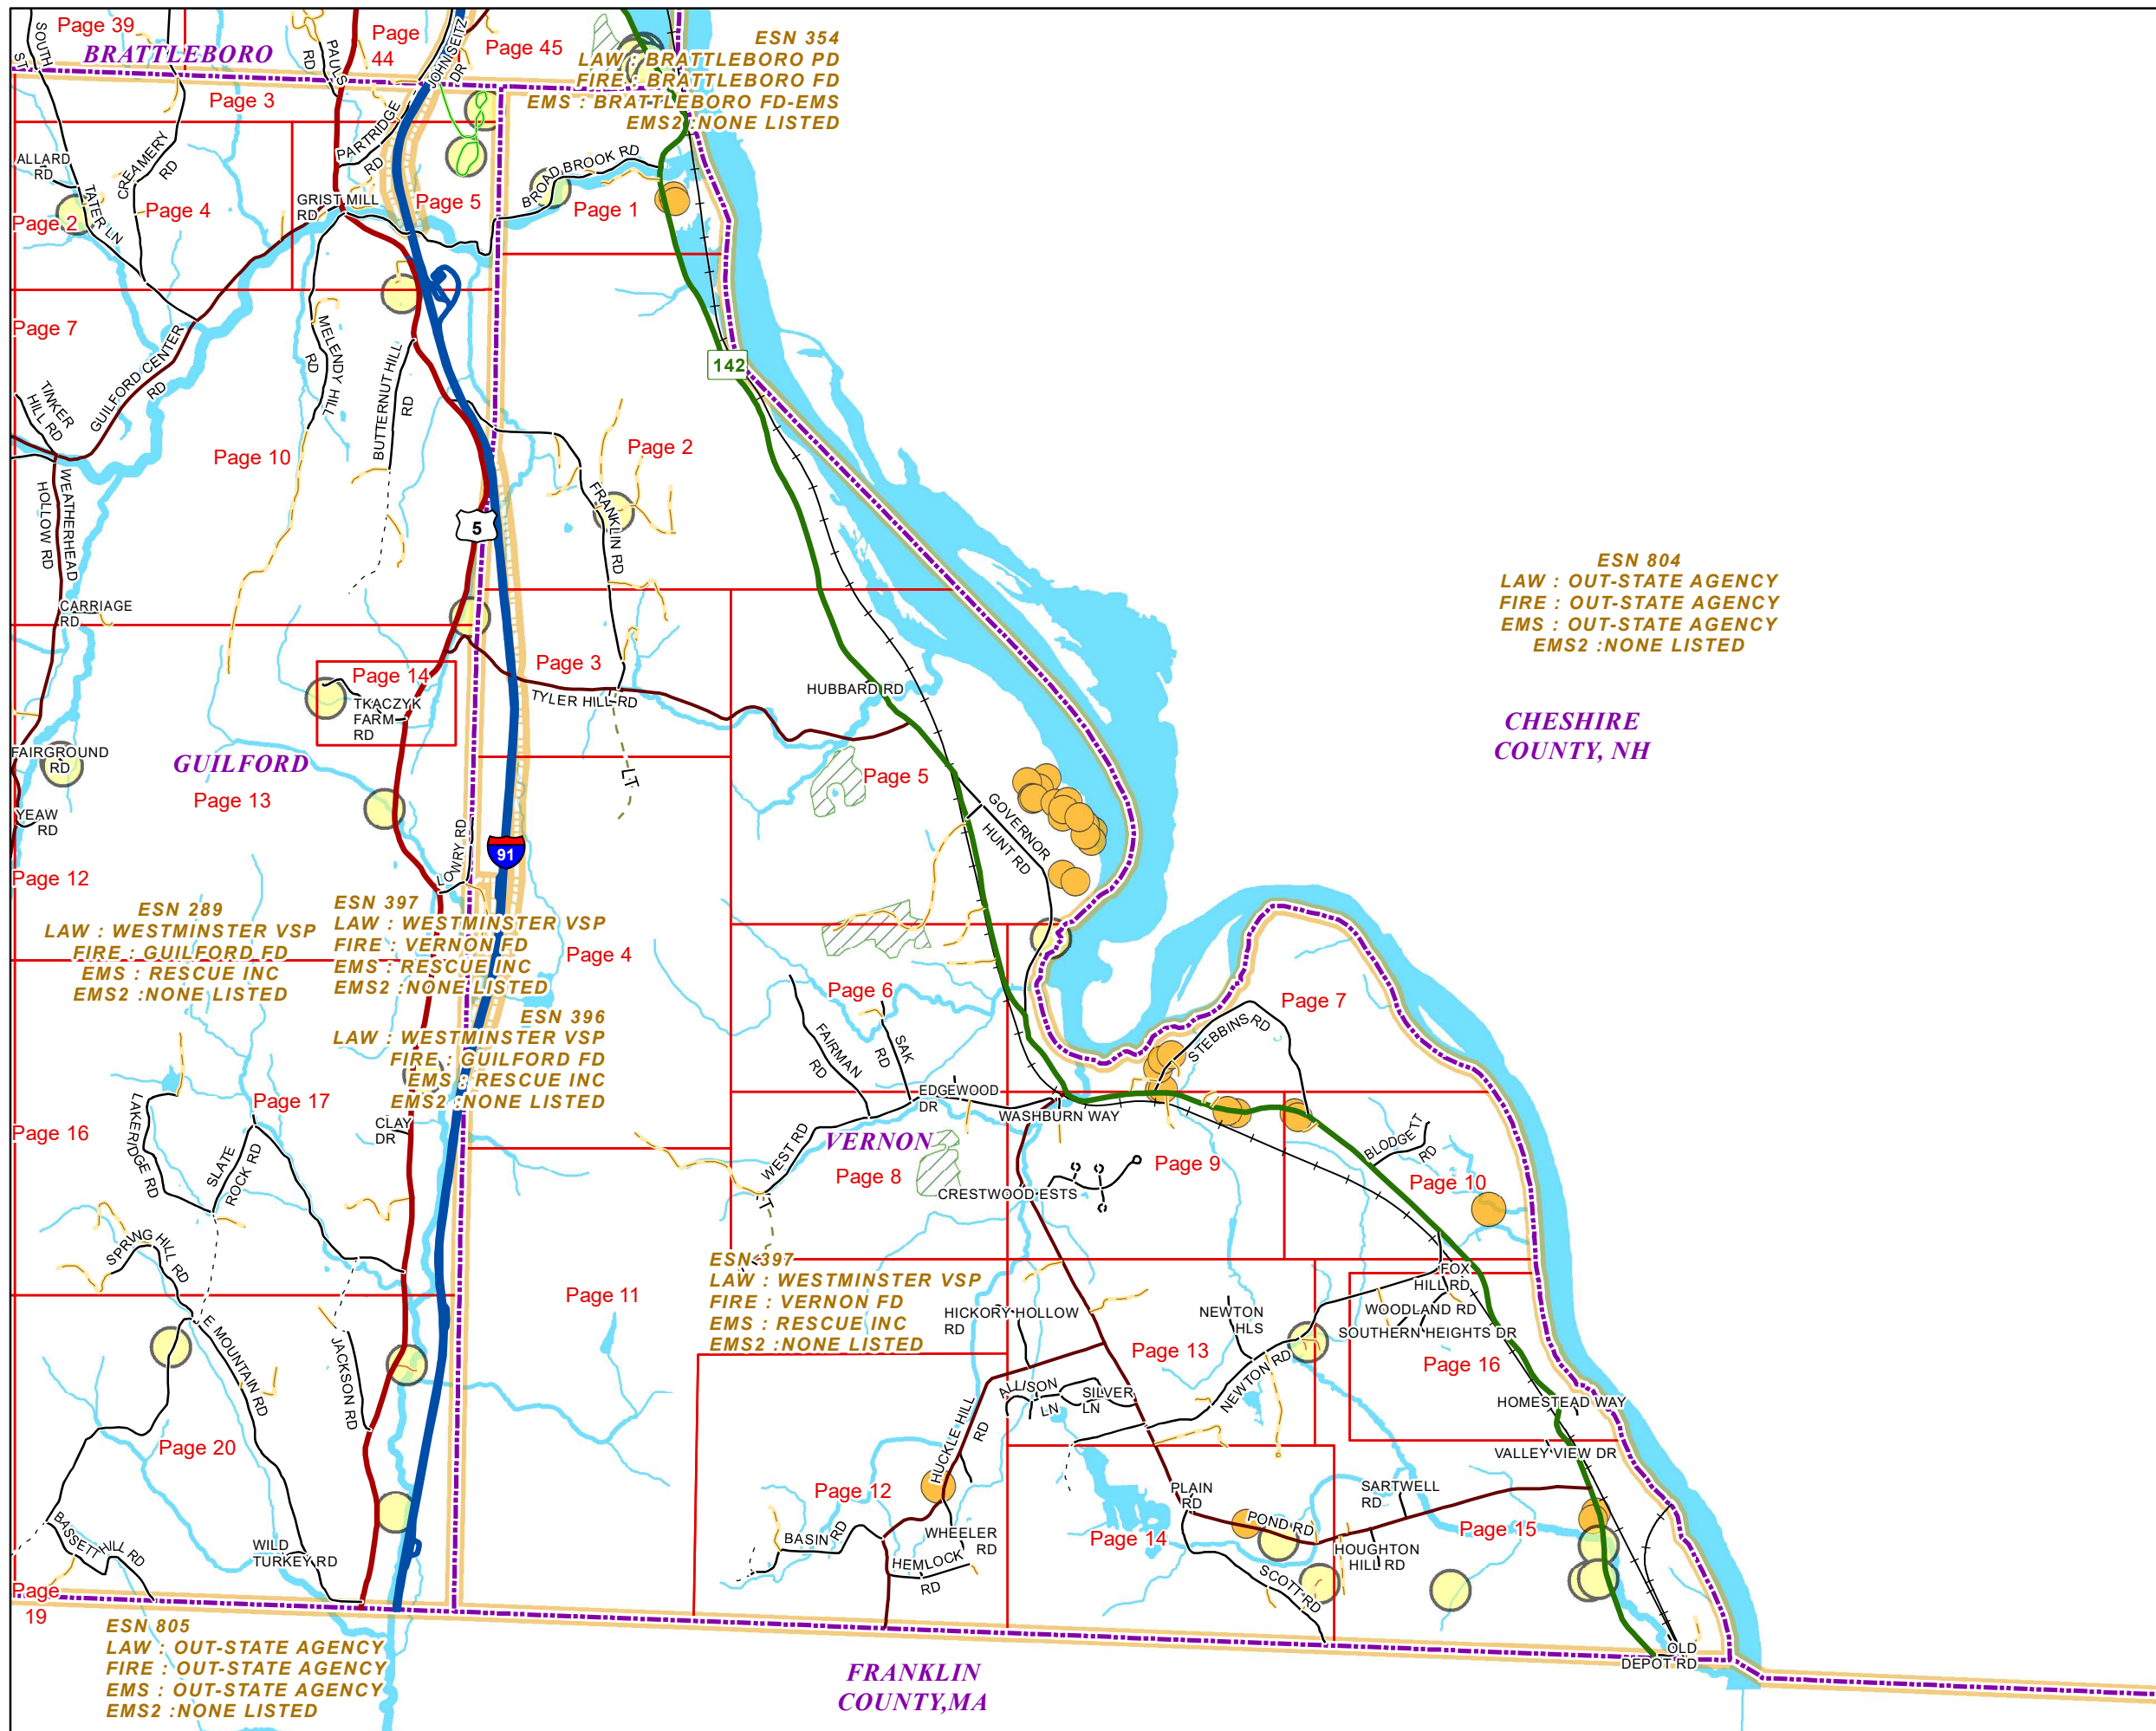 Page 39
BRATTLEBORO
SOUTH
ST
PAULS
RD
Page
44
JOHN SEITZ
DR
Page 45
ESN 354
LAW : BRATTLEBORO PD
FIRE : BRATTLEBORO FD
EMS : BRATTLEBORO FD-EMS
EMS2 :NONE LISTED
Page 3
PARTRIDGE
RD
ALLARD
RD
CREAMERY
RD
TATER LN
Page 2
Page 4
GRIST MILL
RD
Page 5
BROAD BROOK RD
Page 1
Page 7
MELENDY HILL
RD
GUILFORD CENTER
RD
BUTTERNUT HILL
RD
142
TINKER
HILL RD
Page 10
Page 2
WEATHERHEAD
HOLLOW RD
FRANKLIN RD
5
ESN 804
LAW : OUT-STATE AGENCY
FIRE : OUT-STATE AGENCY
EMS : OUT-STATE AGENCY
EMS2 :NONE LISTED
CARRIAGE
RD
Page 14
TKACZYK
FARM
RD
Page 3
TYLER HILL RD
HUBBARD RD
CHESHIRE
COUNTY, NH
FAIRGROUND
RD
GUILFORD
Page 13
LT
Page 5
YEAW
RD
LOWRY RD
91
GOVERNOR
HUNT RD
Page 12
ESN 289
LAW : WESTMINSTER VSP
FIRE : GUILFORD FD
EMS : RESCUE INC
EMS2 :NONE LISTED
ESN 397
LAW : WESTMINSTER VSP
FIRE : VERNON FD
EMS : RESCUE INC
EMS2 :NONE LISTED
Page 4
Page 6
Page 7
ESN 396
LAW : WESTMINSTER VSP
FIRE : GUILFORD FD
EMS : RESCUE INC
EMS2 :NONE LISTED
FAIRMAN
RD
SAK
RD
STEBBINS RD
EDGEWOOD
DR
WASHBURN WAY
LAKERIDGE RD
Page 17
Page 16
CLAY
DR
SLATE
ROCK RD
WEST RD
VERNON
Page 8
Page 9
BLODGETT
RD
Page 10
CRESTWOOD ESTS
LT
SPRING HILL RD
ESN 397
LAW : WESTMINSTER VSP
FIRE : VERNON FD
EMS : RESCUE INC
EMS2 :NONE LISTED
FOX
HILL RD
Page 11
HICKORY HOLLOW
RD
NEWTON
HLS
WOODLAND RD
SOUTHERN HEIGHTS DR
E MOUNTAIN RD
JACKSON RD
Page 13
Page 16
NEWTON RD
ALLISON
LN
SILVER
LN
HOMESTEAD WAY
HUCKLE HILL
RD
Page 20
VALLEY VIEW DR
Page 12
PLAIN
RD
SARTWELL
RD
BASSETT HILL RD
WILD
TURKEY RD
BASIN RD
WHEELER
RD
HEMLOCK
RD
Page 14
POND RD
HOUGHTON
HILL RD
Page 15
SCOTT RD
Page
19
ESN 805
LAW : OUT-STATE AGENCY
FIRE : OUT-STATE AGENCY
EMS : OUT-STATE AGENCY
EMS2 :NONE LISTED
OLD
DEPOT RD
FRANKLIN
COUNTY,MA